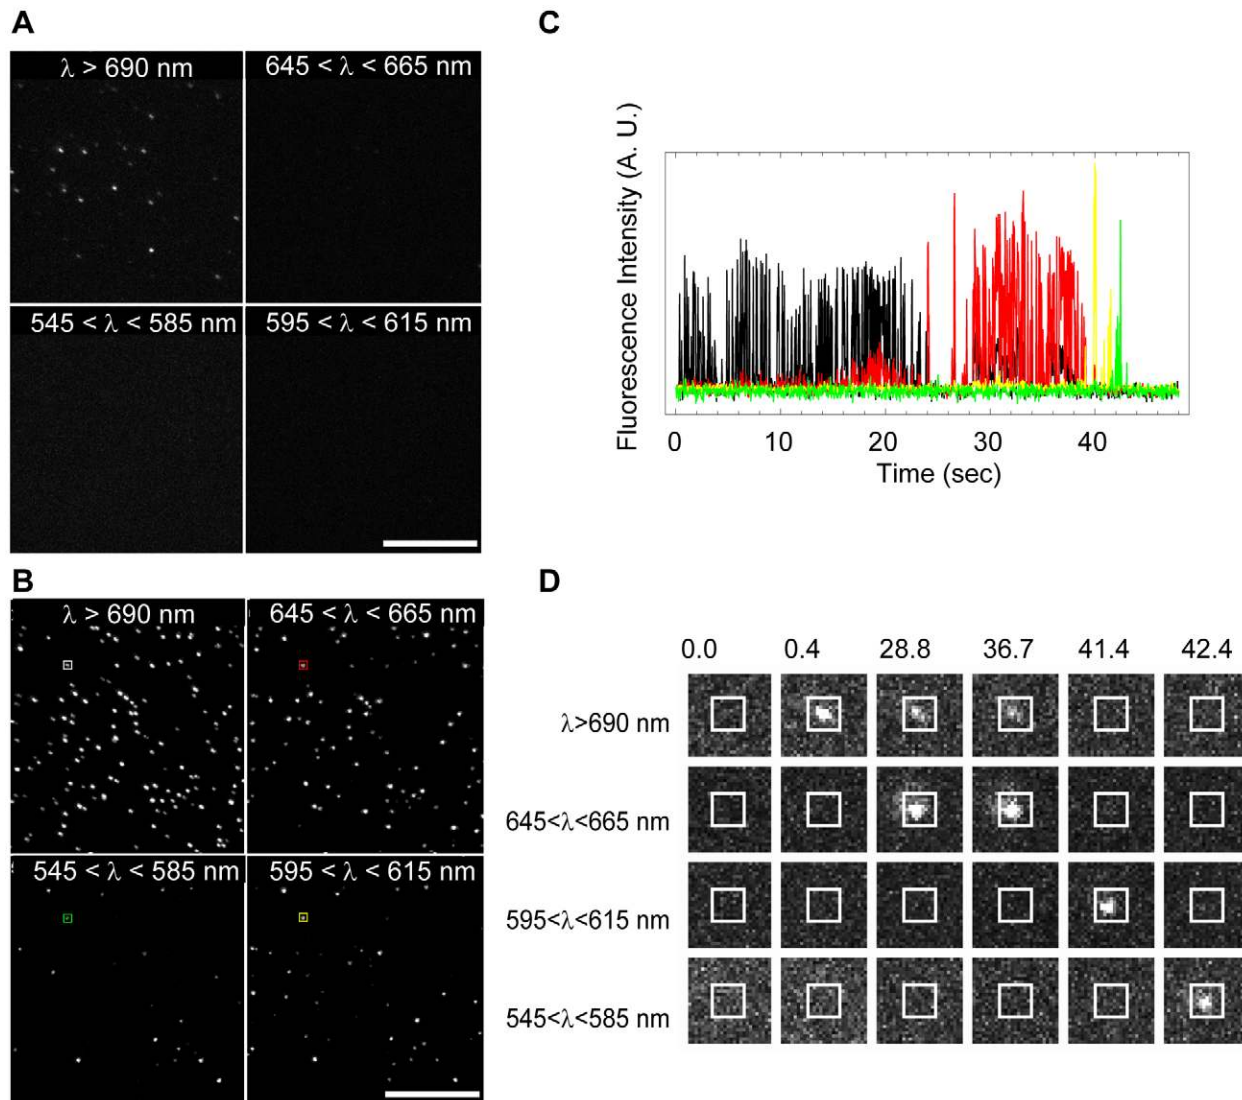 A
λ > 690 nm
645 < λ < 665 nm
545 < λ < 585 nm
595 < λ < 615 nm
B
λ > 690 nm
645 < λ < 665 nm
545 < λ < 585 nm
595 < λ < 615 nm
C
Fluorescence Intensity (A. U.)
0 10 20 30 40
Time (sec)
D
0.0 0.4 28.8 36.7 41.4 42.4
λ>690 nm
645<λ<665 nm
595<λ<615 nm
545<λ<585 nm